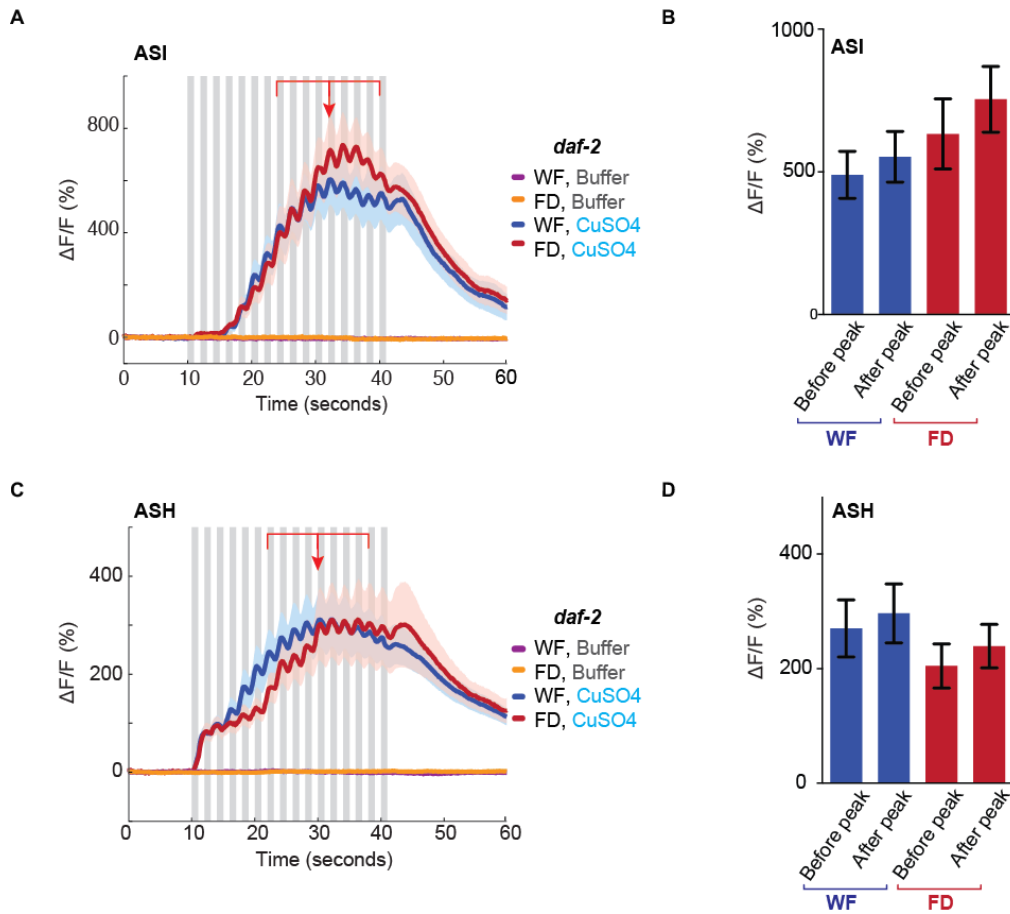 A
ASI
800
400
0
ΔF/F (%)
0
10
20
30
40
50
60
Time (seconds)
daf-2
WF, Buffer
FD, Buffer
WF, CuSO4
FD, CuSO4
B
ASI
1000
500
0
ΔF/F (%)
Before peak
After peak
Before peak
After peak
WF
FD
C
ASH
400
200
0
ΔF/F (%)
0
10
20
30
40
50
60
Time (seconds)
daf-2
WF, Buffer
FD, Buffer
WF, CuSO4
FD, CuSO4
D
ASH
400
200
0
ΔF/F (%)
Before peak
After peak
Before peak
After peak
WF
FD